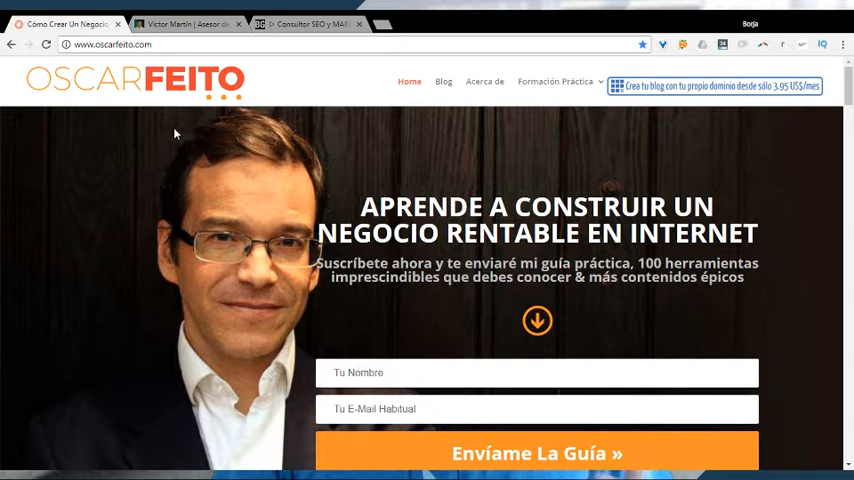 Cómo Crear Un Negocio
Víctor Martín | Asesor de
▷ Consultor SEO y MARK
Borja
www.oscarfeito.com
OSCARFEITO
Home
Blog
Acerca de
Formación Práctica
Crea tu blog con tu propio dominio desde sólo 3.95 US$/mes
APRENDE A CONSTRUIR UN
NEGOCIO RENTABLE EN INTERNET
Suscríbete ahora y te enviaré mi guía práctica, 100 herramientas
imprescindibles que debes conocer & más contenidos épicos
Tu Nombre
Tu E-Mail Habitual
Envíame La Guía »